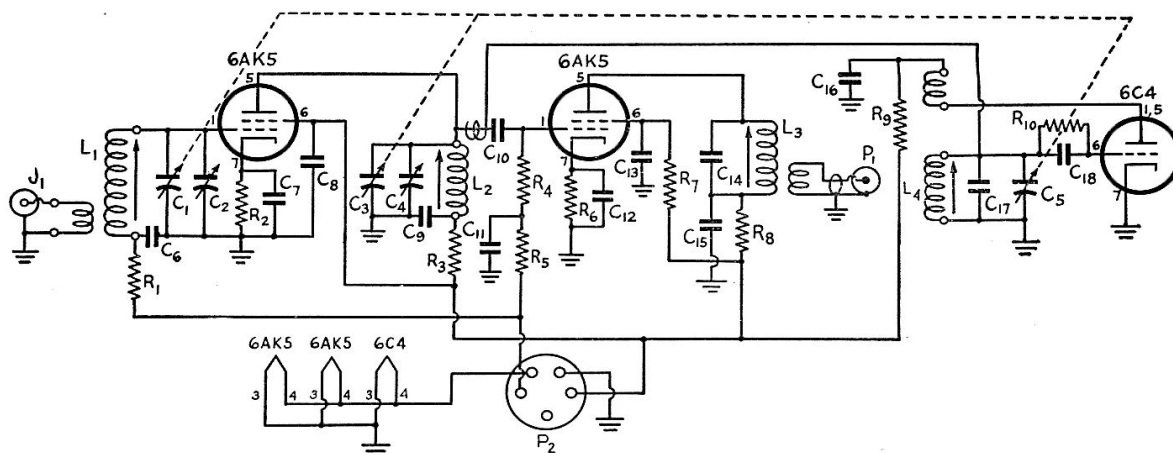 6AK5
5
1
6
7
L1
J1
C1
C2
R2
C7
C8
C6
R1
C3
C4
L2
C9
R3
C10
C11
R4
R5
6AK5
5
1
6
7
R6
C12
C13
R7
C14
C15
R8
L3
P1
C16
R9
L4
R10
C17
C5
C18
6C4
1,5
6
7
6AK5 6AK5 6C4
3 4 3 4 3 4
P2